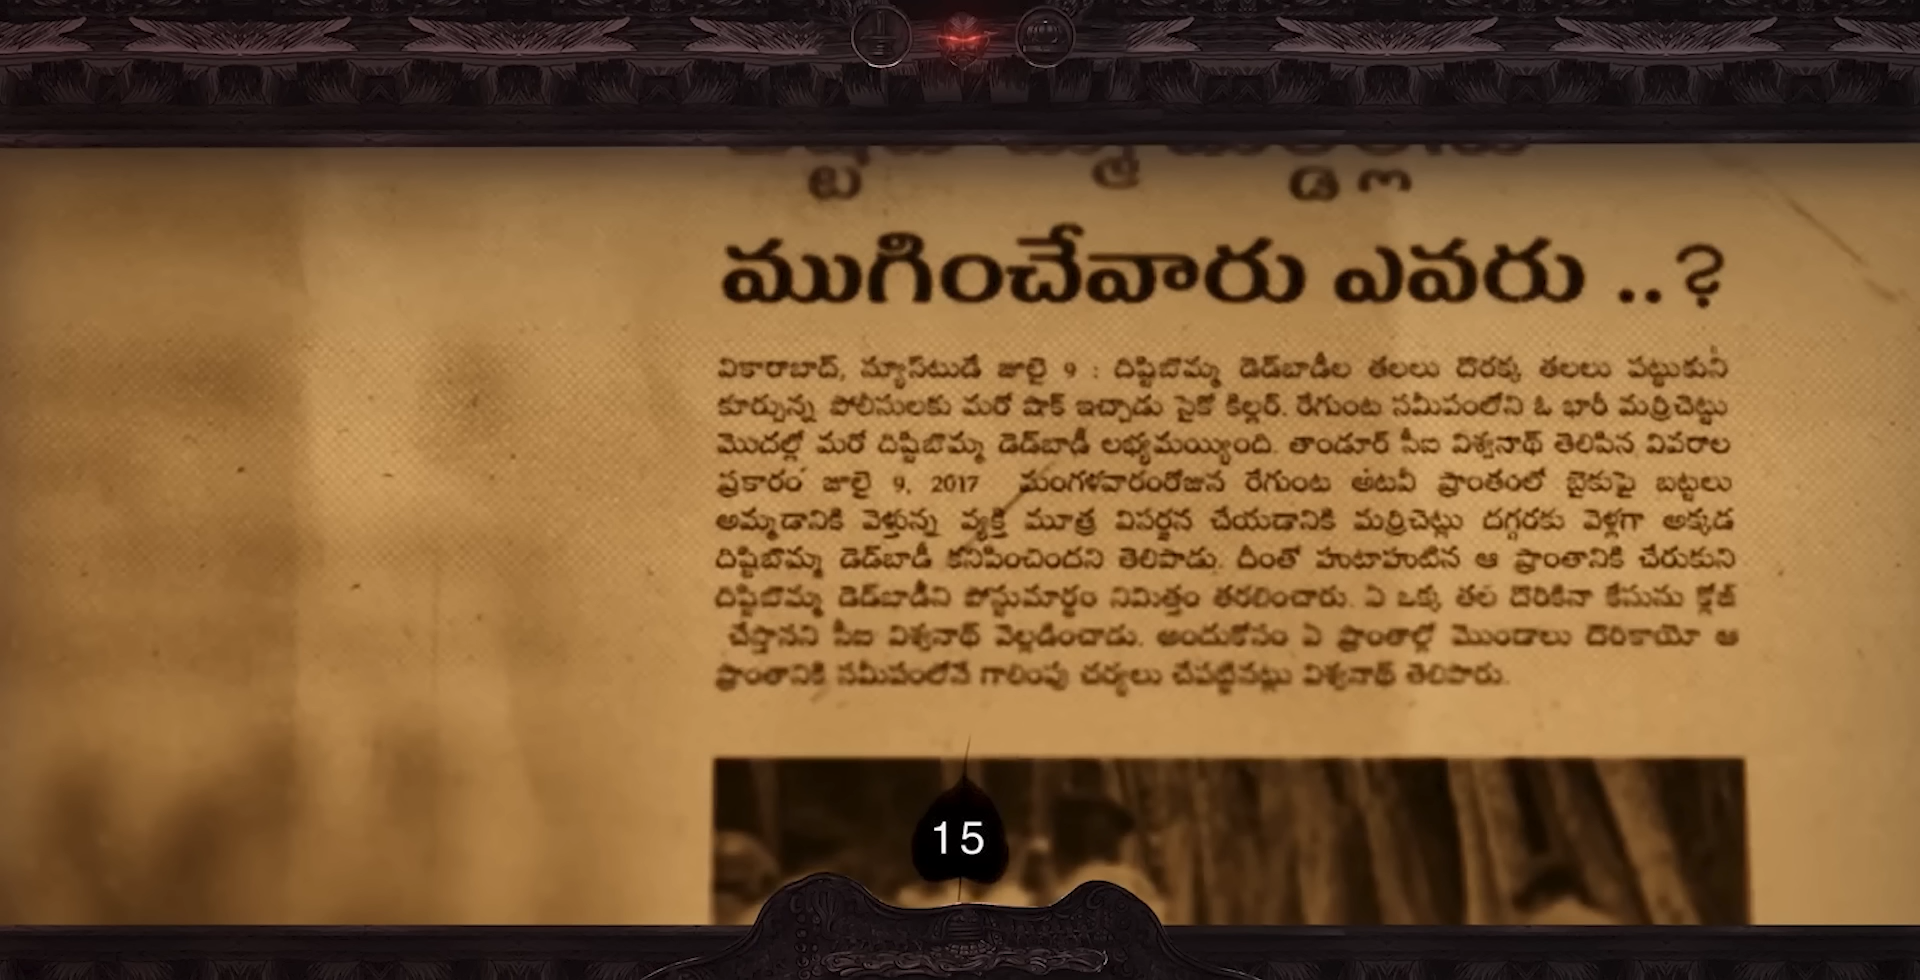 ముగించేవారు ఎవరు ..?
వికారాబాద్, న్యూస్‌టుడే జులై 9 : దిష్టిబొమ్మ డెడ్‌బాడీల తలలు దొరక్క తలలు పట్టుకుని
కూర్చున్న పోలీసులకు మరో షాక్ ఇచ్చాడు సైకో కిల్లర్. రేగుంట సమీపంలోని ఓ భారీ మర్రిచెట్టు
మొదల్లో మరో దిష్టిబొమ్మ డెడ్‌బాడీ లభ్యమయ్యింది. తాండూర్ సీఐ విశ్వనాథ్ తెలిపిన వివరాల
ప్రకారం జులై 9, 2017 మంగళవారంరోజున రేగుంట అటవీ ప్రాంతంలో బైకుపై బట్టలు
అమ్మడానికి వెళ్తున్న వ్యక్తి మూత్ర విసర్జన చేయడానికి మర్రిచెట్లు దగ్గరకు వెళ్లగా అక్కడ
దిష్టిబొమ్మ డెడ్‌బాడీ కనిపించిందని తెలిపాడు. దీంతో హుటాహుటిన ఆ ప్రాంతానికి చేరుకుని
దిష్టిబొమ్మ డెడ్‌బాడీని పోస్టుమార్టం నిమిత్తం తరలించారు. ఏ ఒక్క తల దొరికినా కేసును క్లోజ్
చేస్తానని సీఐ విశ్వనాథ్ వెల్లడించాడు. అందుకోసం ఏ ప్రాంతాల్లో మొండాలు దొరికాయో ఆ
ప్రాంతానికి సమీపంలోనే గాలింపు చర్యలు చేపట్టినట్లు విశ్వనాథ్ తెలిపారు.
15